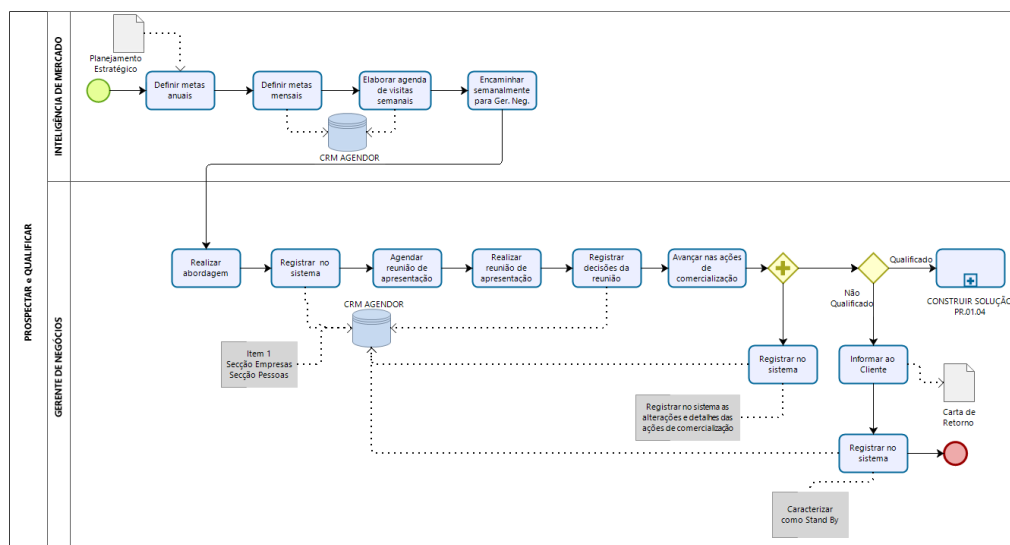 PROSPECTAR e QUALIFICAR
INTELIGÊNCIA DE MERCADO
Planejamento
Estratégico
Definir metas
anuais
Definir metas
mensais
Elaborar agenda
de visitas
semanais
Encaminhar
semanalmente
para Ger. Neg.
CRM AGENDOR
GERENTE DE NEGÓCIOS
Realizar
abordagem
Registrar no
sistema
Agendar
reunião de
apresentação
Realizar
reunião de
apresentação
Registrar
decisões da
reunião
Avançar nas ações
de
comercialização
Qualificado
Não
Qualificado
CONSTRUIR SOLUÇÃO
PR.01.04
CRM AGENDOR
Item 1
Secção Empresas
Secção Pessoas
Registrar no
sistema
Informar ao
Cliente
Registrar no sistema as
alterações e detalhes das
ações de comercialização
Carta de
Retorno
Registrar no
sistema
Caracterizar
como Stand By